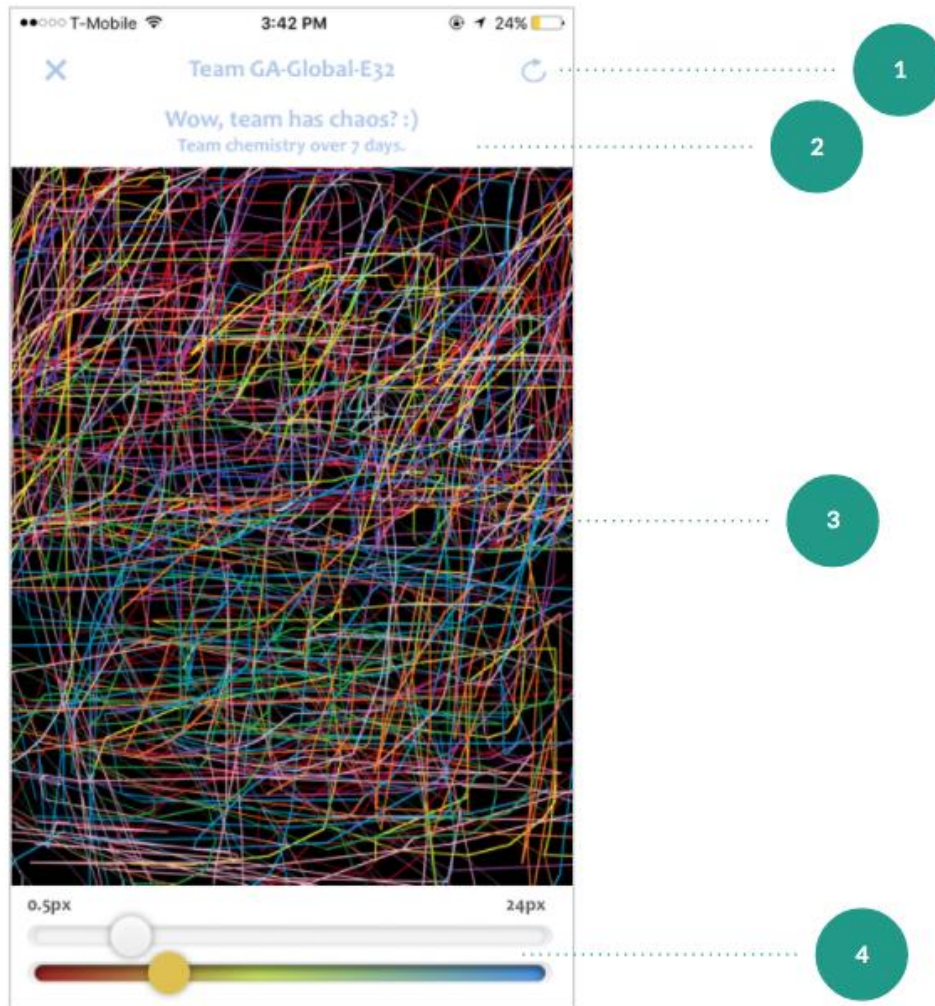 T-Mobile 3:42 PM 24%
Team GA-Global-E32
1
Wow, team has chaos? :)
Team chemistry over 7 days.
2
3
0.5px 24px
4